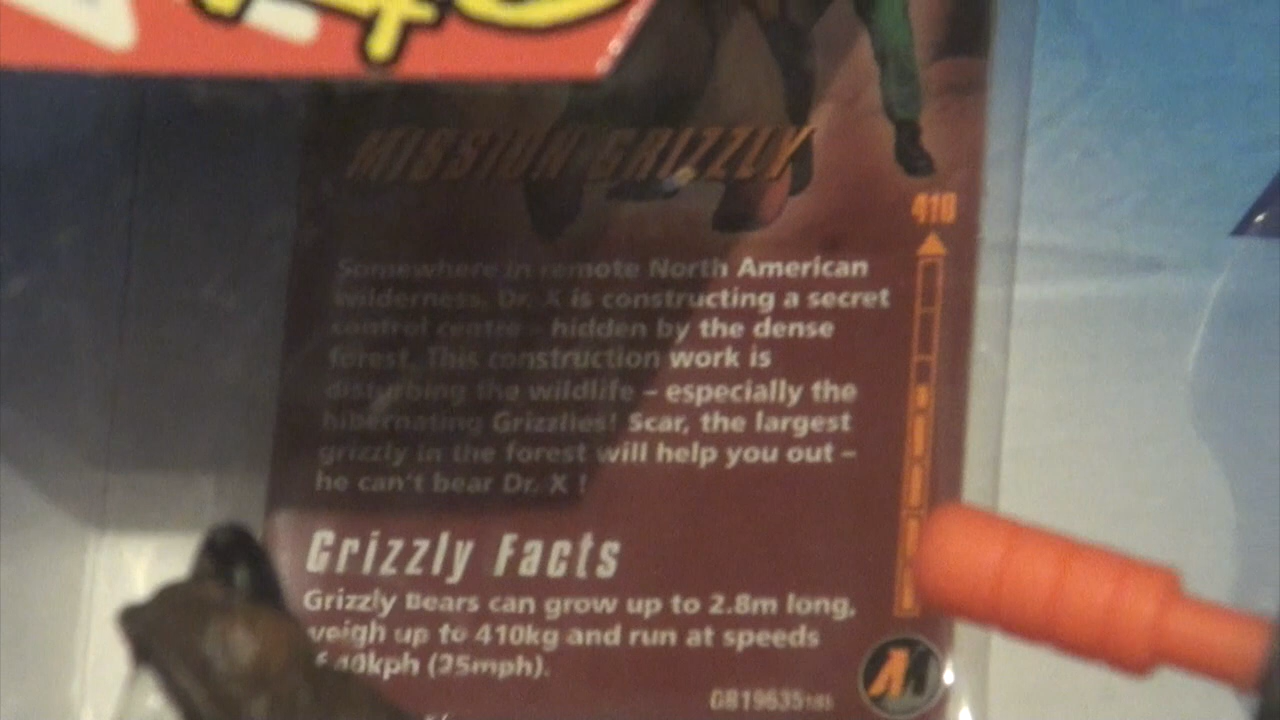 MISSION GRIZZLY
410
Somewhere in remote North American
wilderness, Dr. X is constructing a secret
control centre – hidden by the dense
forest. This construction work is
disturbing the wildlife – especially the
hibernating Grizzlies! Scar, the largest
grizzly in the forest will help you out –
he can't bear Dr. X !
Grizzly Facts
Grizzly Bears can grow up to 2.8m long,
weigh up to 410kg and run at speeds
40kph (25mph).
GB19635